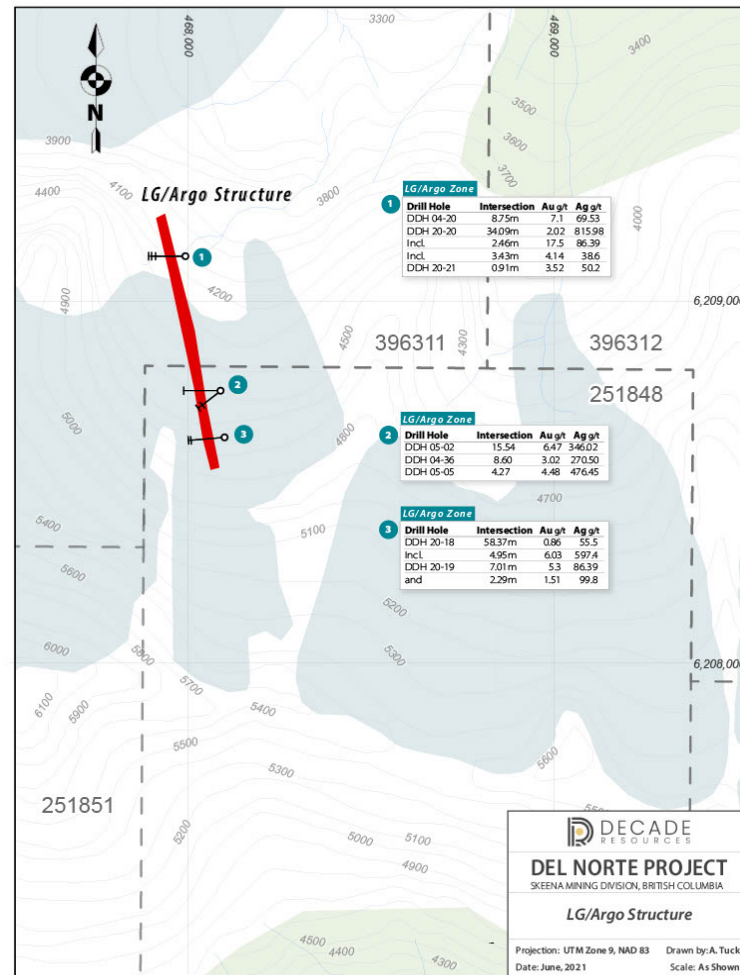 3300
468,000
469,000
3400
3500
3600
3700
3900
4400
4100
3800
4000
N
LG/Argo Structure
LG/Argo Zone
1
Drill Hole Intersection Au g/t Ag g/t
DDH 04-20 8.75m 7.1 69.53
DDH 20-20 34.09m 2.02 815.98
Incl. 2.46m 17.5 86.39
Incl. 3.43m 4.14 38.6
DDH 20-21 0.91m 3.52 50.2
1
4200
4900
4500
4300
6,209,00
396311
396312
251848
2
3
5000
4800
LG/Argo Zone
2
Drill Hole Intersection Au g/t Ag g/t
DDH 05-02 15.54 6.47 346.02
DDH 04-36 8.60 3.02 270.50
DDH 05-05 4.27 4.48 476.45
4700
5400
5100
5600
LG/Argo Zone
3
Drill Hole Intersection Au g/t Ag g/t
DDH 20-18 58.37m 0.86 55.5
Incl. 4.95m 6.03 597.4
DDH 20-19 7.01m 5.3 86.39
and 2.29m 1.51 99.8
5200
5300
6000
5800
6,208,00
5700
6100
5900
5400
5500
5300
5600
251851
5200
5000
5100
4900
4500
4400
4300
DECADE
RESOURCES
DEL NORTE PROJECT
SKEENA MINING DIVISION, BRITISH COLUMBIA
LG/Argo Structure
Projection: UTM Zone 9, NAD 83 Drawn by: A. Tuck
Date: June, 2021 Scale: As Shown